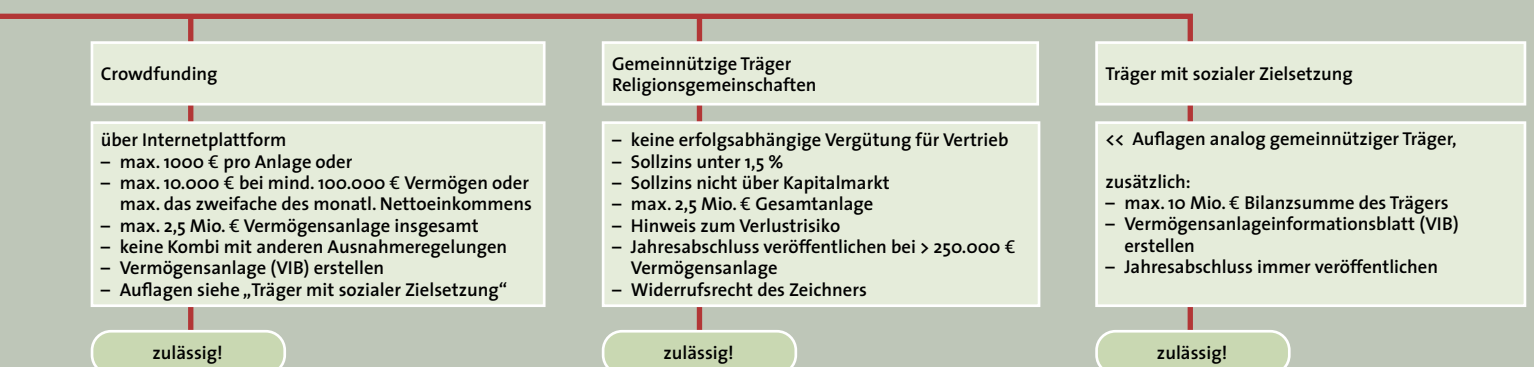 Crowdfunding
über Internetplattform
– max. 1000 € pro Anlage oder
– max. 10.000 € bei mind. 100.000 € Vermögen oder
max. das zweifache des monatl. Nettoeinkommens
– max. 2,5 Mio. € Vermögensanlage insgesamt
– keine Kombi mit anderen Ausnahmeregelungen
– Vermögensanlage (VIB) erstellen
– Auflagen siehe „Träger mit sozialer Zielsetzung“
zulässig!
Gemeinnützige Träger
Religionsgemeinschaften
– keine erfolgsabhängige Vergütung für Vertrieb
– Sollzins unter 1,5 %
– Sollzins nicht über Kapitalmarkt
– max. 2,5 Mio. € Gesamtanlage
– Hinweis zum Verlustrisiko
– Jahresabschluss veröffentlichen bei > 250.000 €
Vermögensanlage
– Widerrufsrecht des Zeichners
zulässig!
Träger mit sozialer Zielsetzung
<< Auflagen analog gemeinnütziger Träger,
zusätzlich:
– max. 10 Mio. € Bilanzsumme des Trägers
– Vermögensanlageinformationsblatt (VIB)
erstellen
– Jahresabschluss immer veröffentlichen
zulässig!